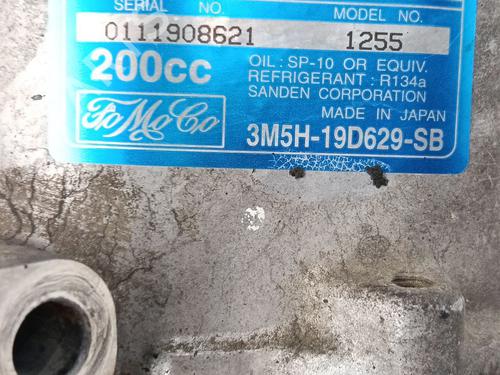 SERIAL NO. MODEL NO.
0111908621 1255
200cc
OIL : SP-10 OR EQUIV.
REFRIGERANT : R134a
SANDEN CORPORATION
MADE IN JAPAN
FoMoCo
3M5H-19D629-SB